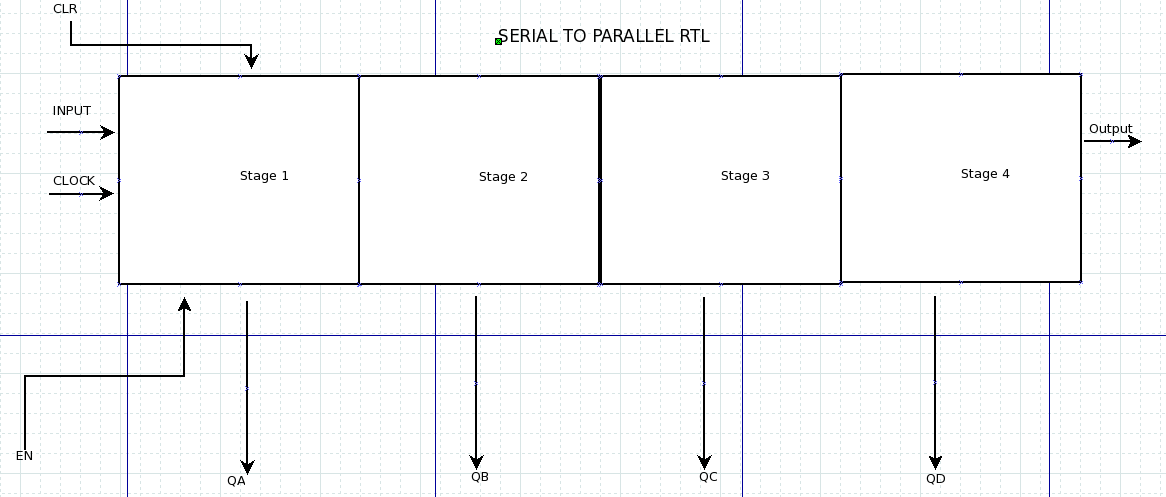 CLR
SERIAL TO PARALLEL RTL
INPUT
Output
CLOCK
Stage 1
Stage 2
Stage 3
Stage 4
EN
QA
QB
QC
QD